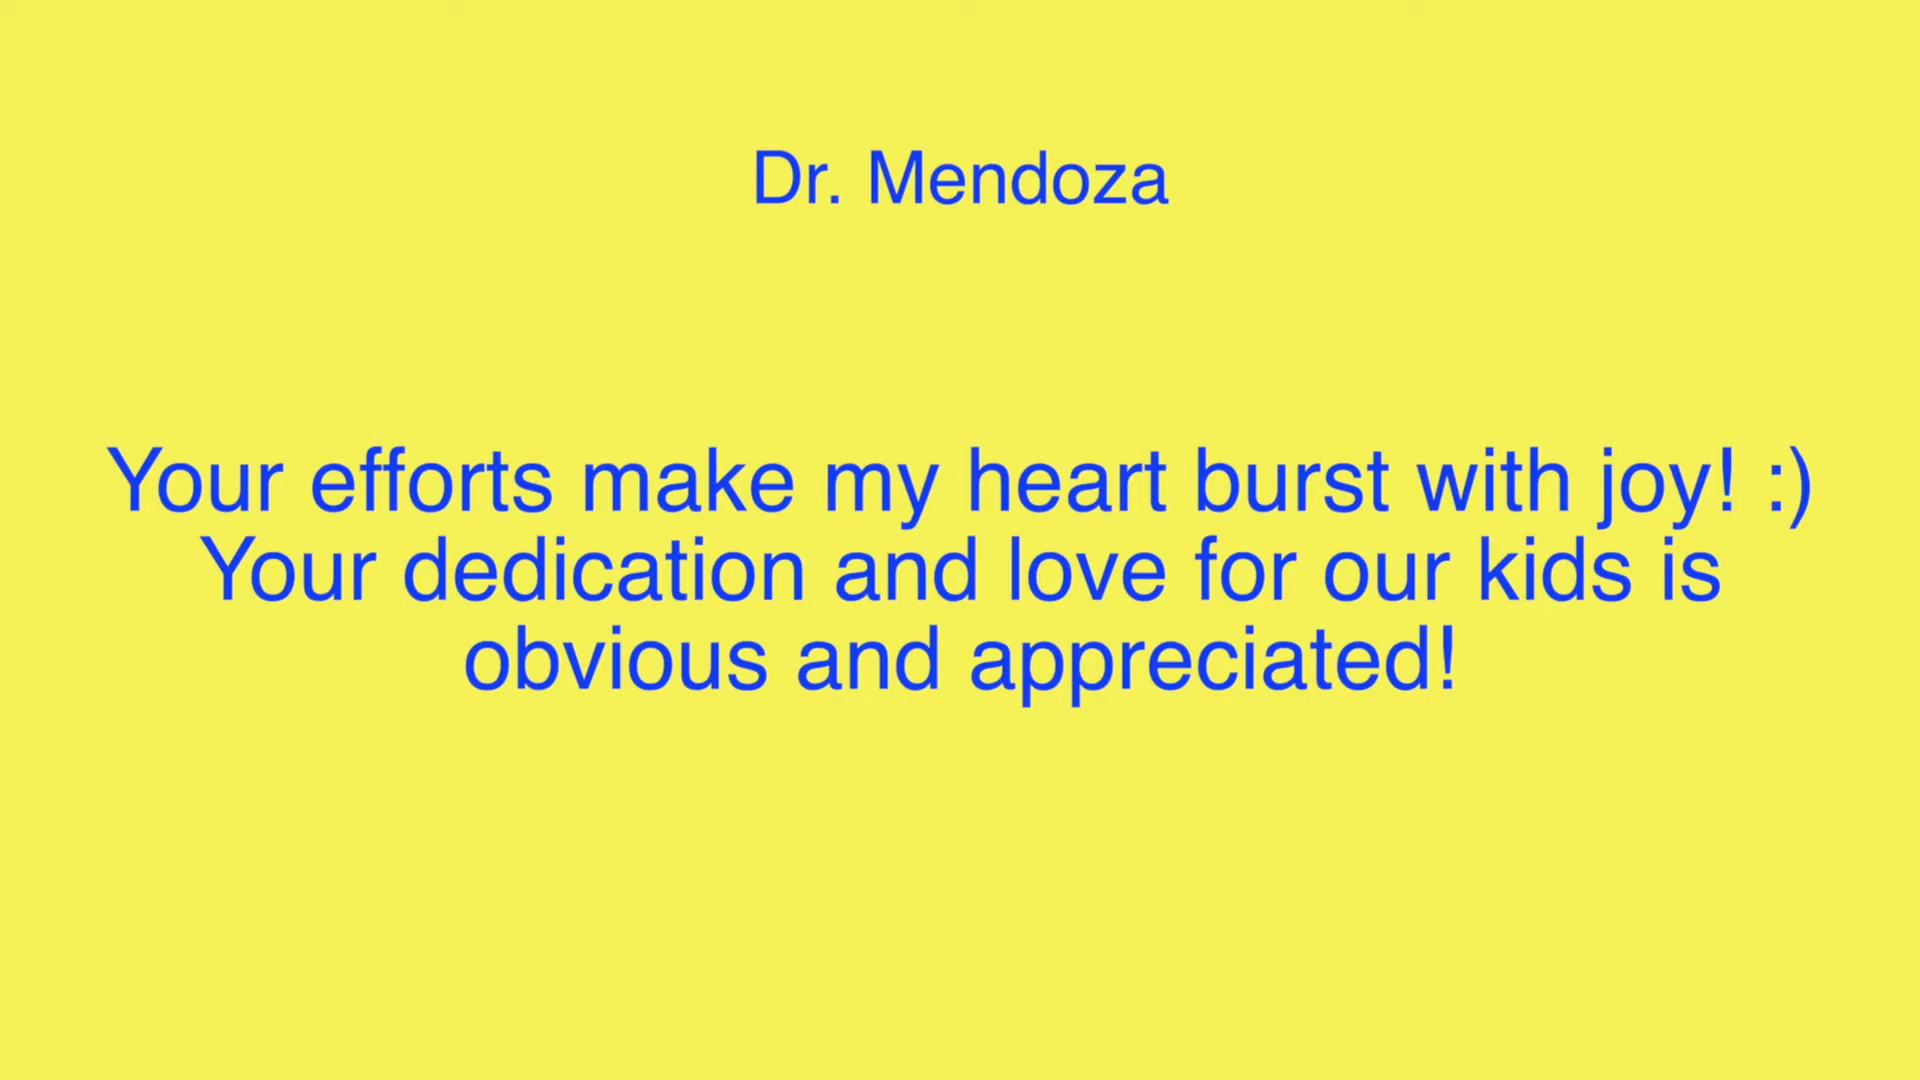 Dr. Mendoza
Your efforts make my heart burst with joy! :)
Your dedication and love for our kids is
obvious and appreciated!